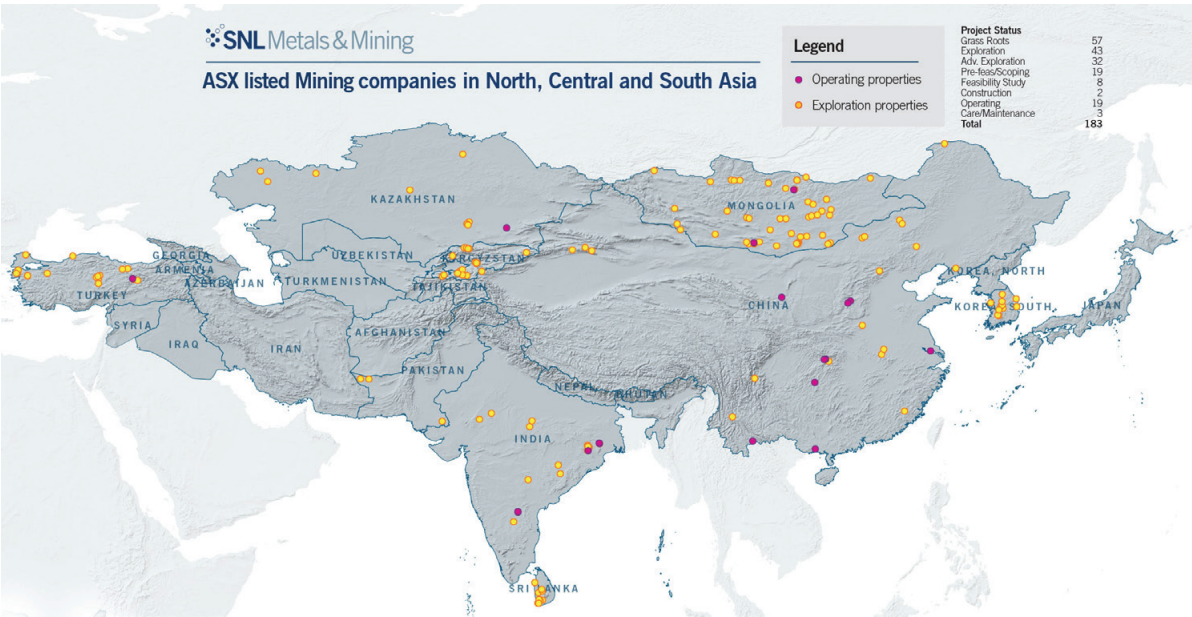 SNL Metals & Mining
ASX listed Mining companies in North, Central and South Asia
Legend
Operating properties
Exploration properties
Project Status
Grass Roots 57
Exploration 43
Adv. Exploration 32
Pre-feas/Scoping 19
Feasibility Study 8
Construction 2
Operating 19
Care/Maintenance 3
Total 183
KAZAKHSTAN
MONGOLIA
GEORGIA
UZBEKISTAN
KYRGYZSTAN
ARMENIA
AZERBAIJAN
TURKMENISTAN
TAJIKISTAN
KOREA, NORTH
TURKEY
CHINA
KOREA, SOUTH
JAPAN
SYRIA
AFGHANISTAN
IRAQ
IRAN
PAKISTAN
NEPAL
BHUTAN
INDIA
SRI LANKA